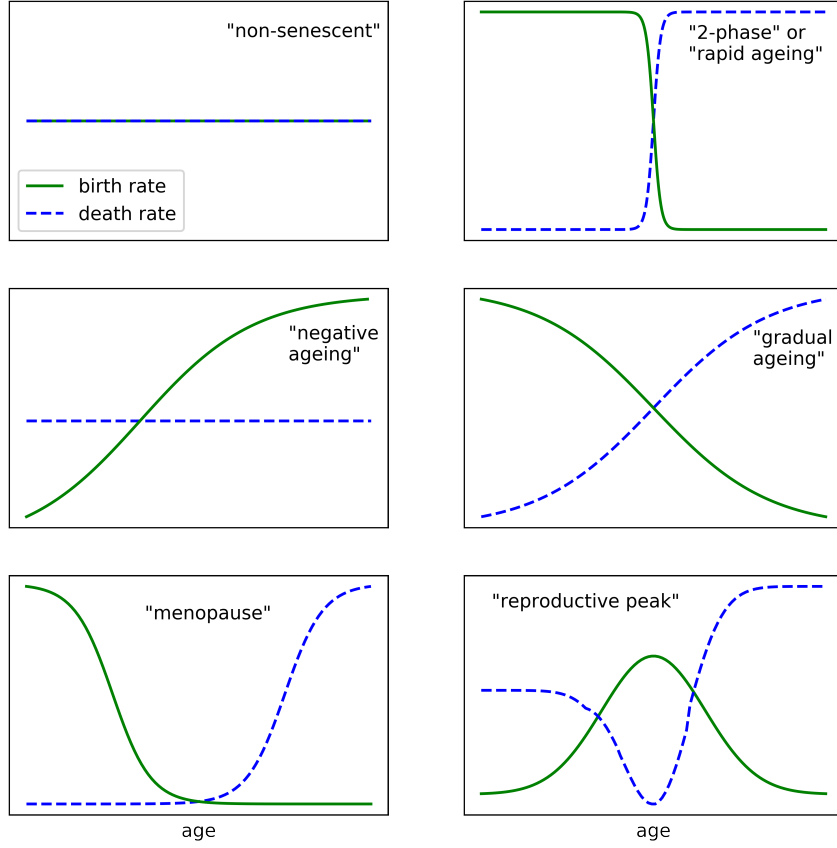 "non-senescent"
birth rate
death rate
"2-phase" or
"rapid ageing"
"negative
ageing"
"gradual
ageing"
"menopause"
age
"reproductive peak"
age